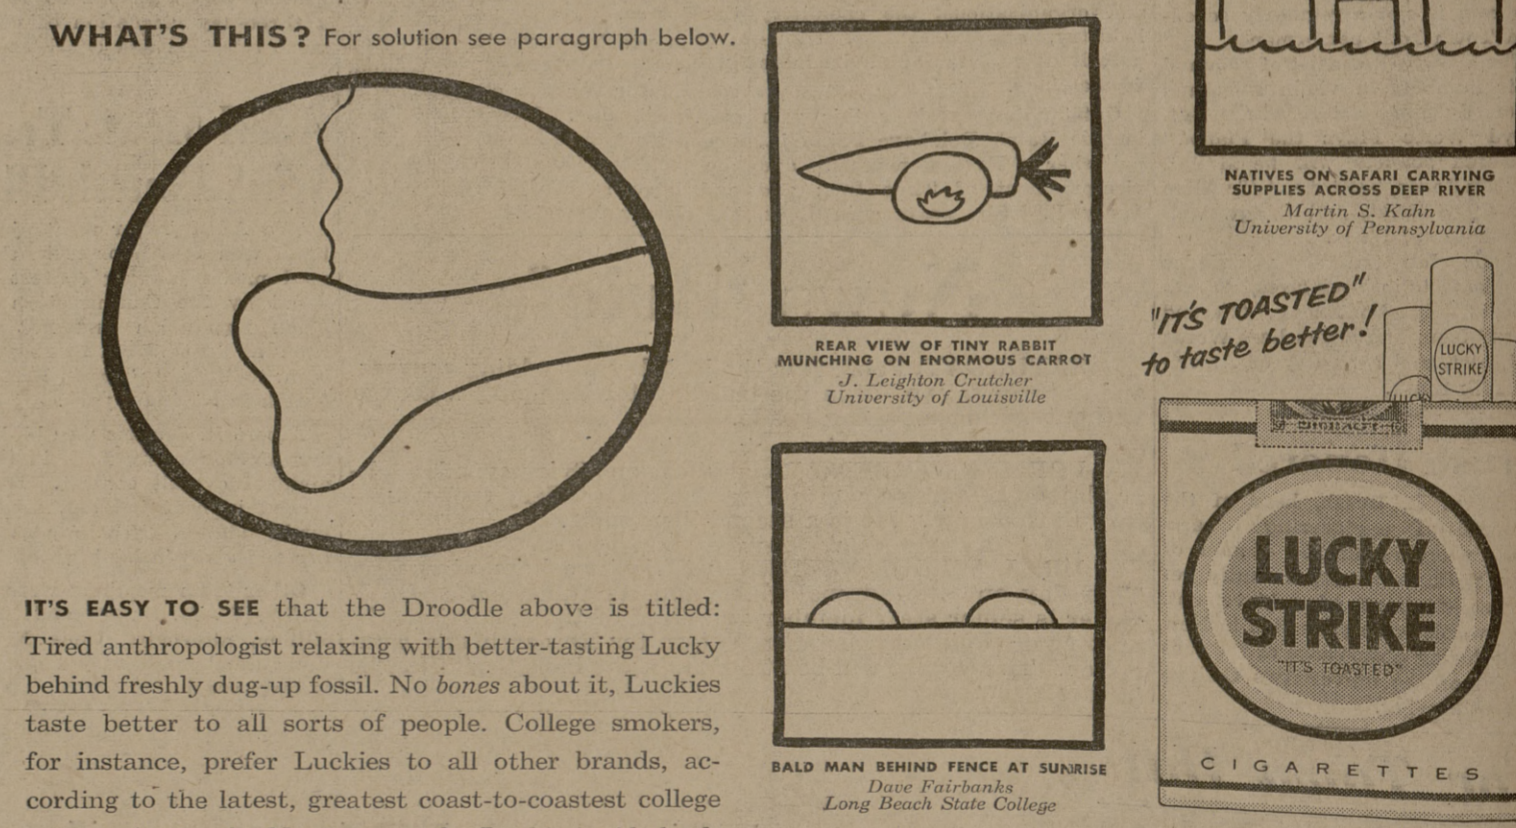 WHAT'S THIS? For solution see paragraph below.
IT'S EASY TO SEE that the Droodle above is titled:
Tired anthropologist relaxing with better-tasting Lucky
behind freshly dug-up fossil. No bones about it, Luckies
taste better to all sorts of people. College smokers,
for instance, prefer Luckies to all other brands, ac-
cording to the latest, greatest coast-to-coastest college
REAR VIEW OF TINY RABBIT
MUNCHING ON ENORMOUS CARROT
J. Leighton Crutcher
University of Louisville
BALD MAN BEHIND FENCE AT SUNRISE
Dave Fairbanks
Long Beach State College
NATIVES ON SAFARI CARRYING
SUPPLIES ACROSS DEEP RIVER
Martin S. Kahn
University of Pennsylvania
"IT'S TOASTED"
to taste better!
LUCKY
STRIKE
LUCKY
STRIKE
"IT'S TOASTED"
CIGARETTES